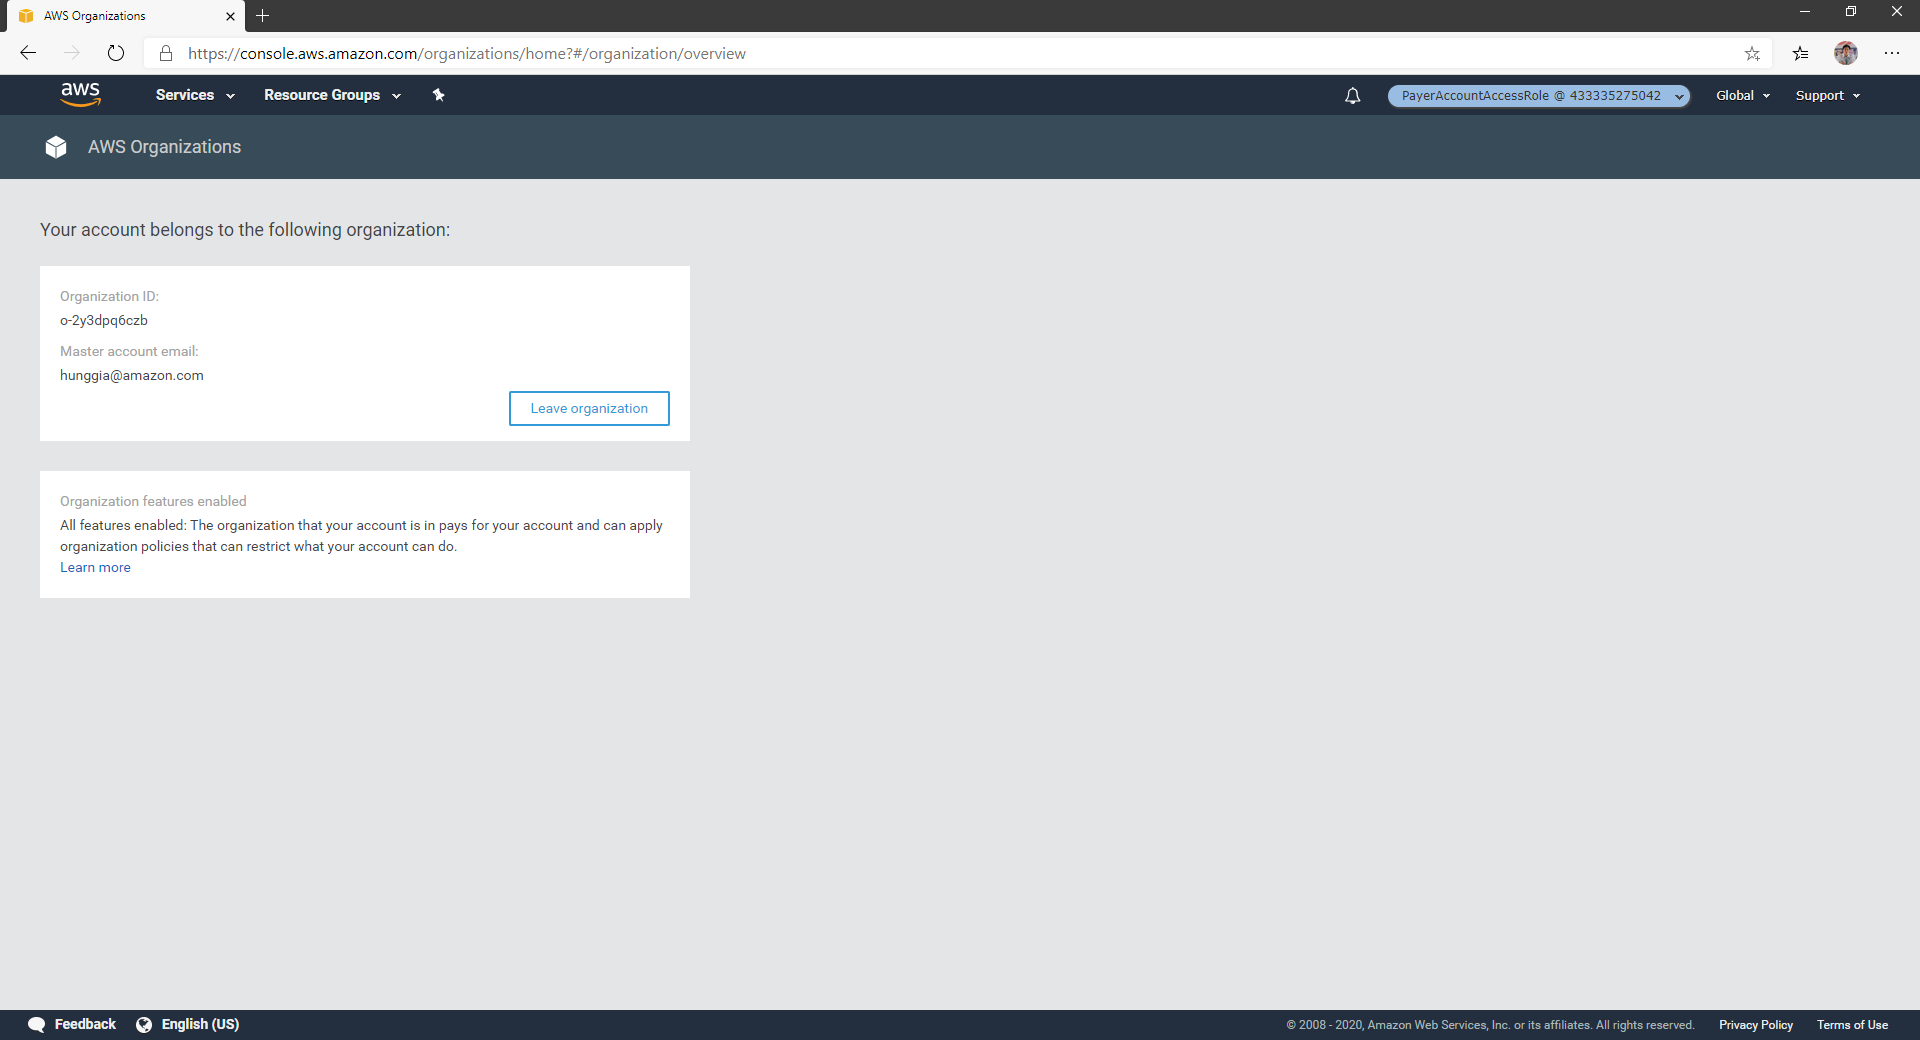 AWS Organizations
https://console.aws.amazon.com/organizations/home?#/organization/overview
aws
Services
Resource Groups
PayerAccountAccessRole @ 433335275042
Global
Support
AWS Organizations
Your account belongs to the following organization:
Organization ID:
o-2y3dpq6czb
Master account email:
hunggia@amazon.com
Leave organization
Organization features enabled
All features enabled: The organization that your account is in pays for your account and can apply
organization policies that can restrict what your account can do.
Learn more
Feedback
English (US)
© 2008 - 2020, Amazon Web Services, Inc. or its affiliates. All rights reserved.
Privacy Policy
Terms of Use